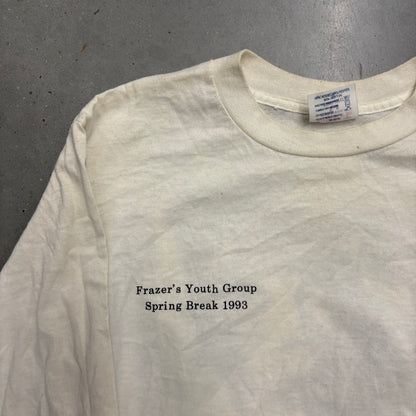 Frazer's Youth Group
Spring Break 1993